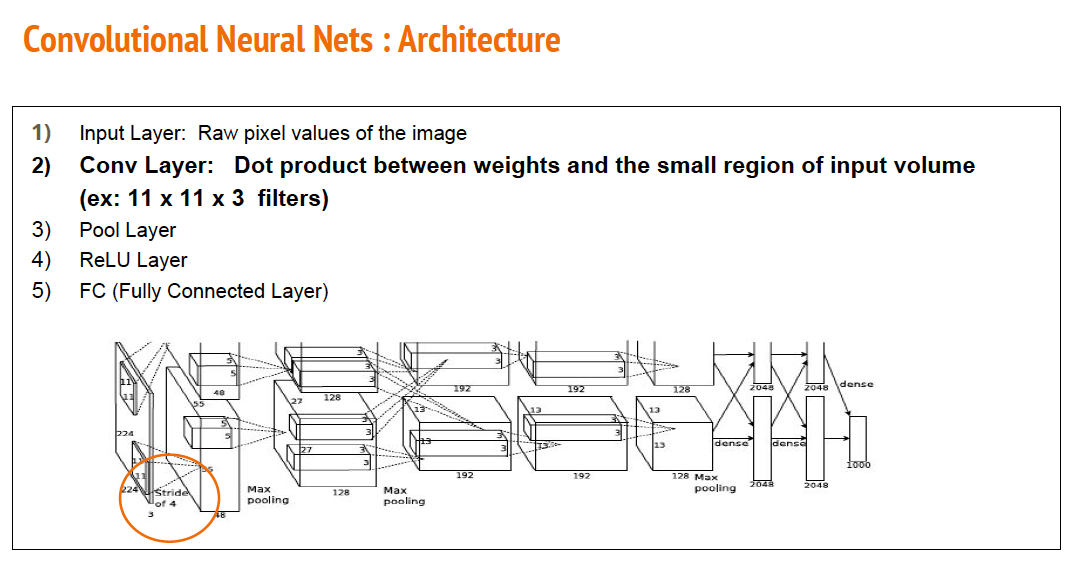 Convolutional Neural Nets : Architecture
1) Input Layer: Raw pixel values of the image
2) Conv Layer: Dot product between weights and the small region of input volume
(ex: 11 x 11 x 3 filters)
3) Pool Layer
4) ReLU Layer
5) FC (Fully Connected Layer)
3 3 3
5 3 3 3
5 3 192 192 128 2048 2048 dense
11 48 128
11 55 27 13 13 13
224 5 3
5 3 13 3 3 13 dense dense
27 3 3 13
11 55 3 1000
11 192 192 128 Max
224 Stride Max 128 Max pooling 2048 2048
of 4 pooling pooling
3 48